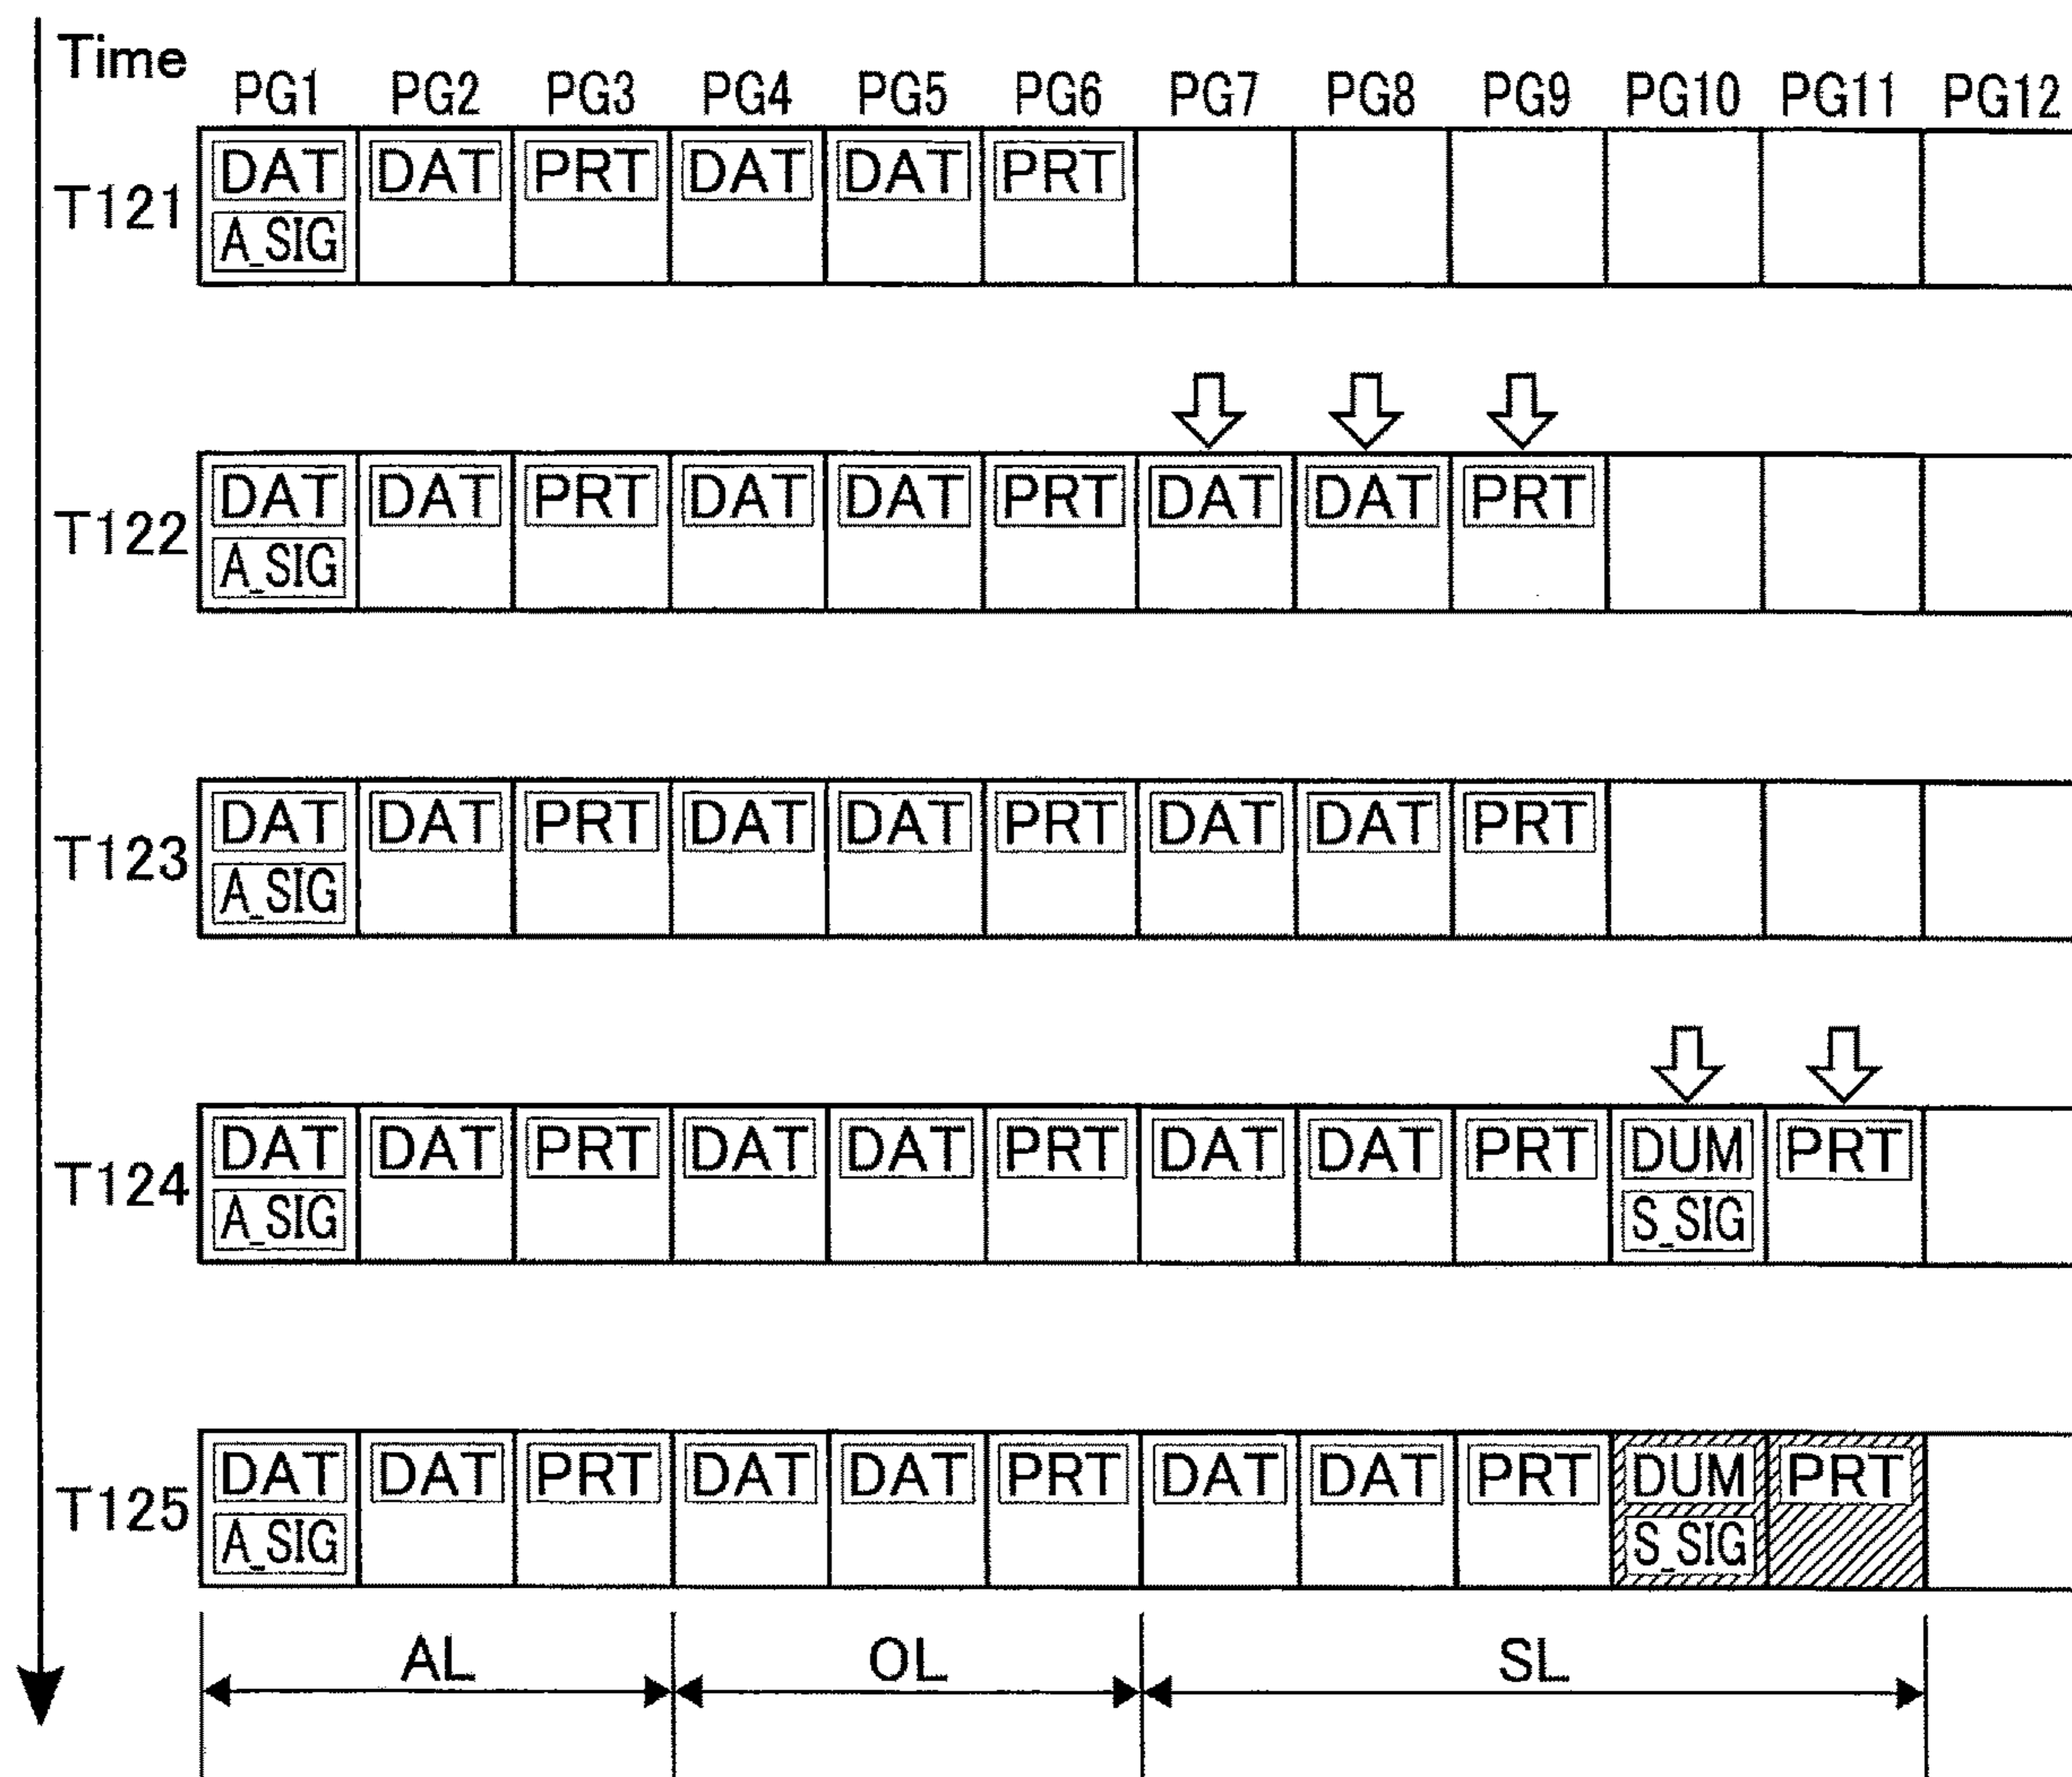 Time
PG1 PG2 PG3 PG4 PG5 PG6 PG7 PG8 PG9 PG10 PG11 PG12
T121 DAT DAT PRT DAT DAT PRT
A_SIG
T122 DAT DAT PRT DAT DAT PRT DAT DAT PRT
A_SIG
T123 DAT DAT PRT DAT DAT PRT DAT DAT PRT
A_SIG
T124 DAT DAT PRT DAT DAT PRT DAT DAT PRT DUM PRT
A_SIG S_SIG
T125 DAT DAT PRT DAT DAT PRT DAT DAT PRT DUM PRT
A_SIG S_SIG
AL OL SL